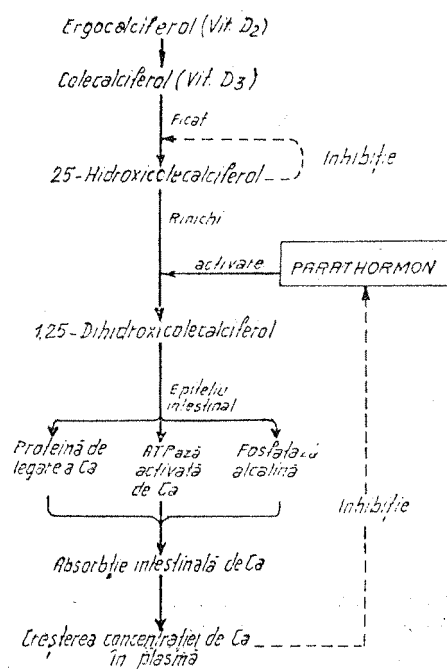 Ergocalciferol (Vit. D2)
Colecalciferol (Vit. D3)
Ficat
Inhibiție
25-Hidroxicolecalciferol
Rinichi
activare
PARATHORMON
1,25-Dihidroxicolecalciferol
Epiteliu
intestinal
Proteină de
legare a Ca
ATPază
activată
de Ca
Fosfatază
alcalină
Inhibiție
Absorbție intestinală de Ca
Creșterea concentrației de Ca
în plasmă